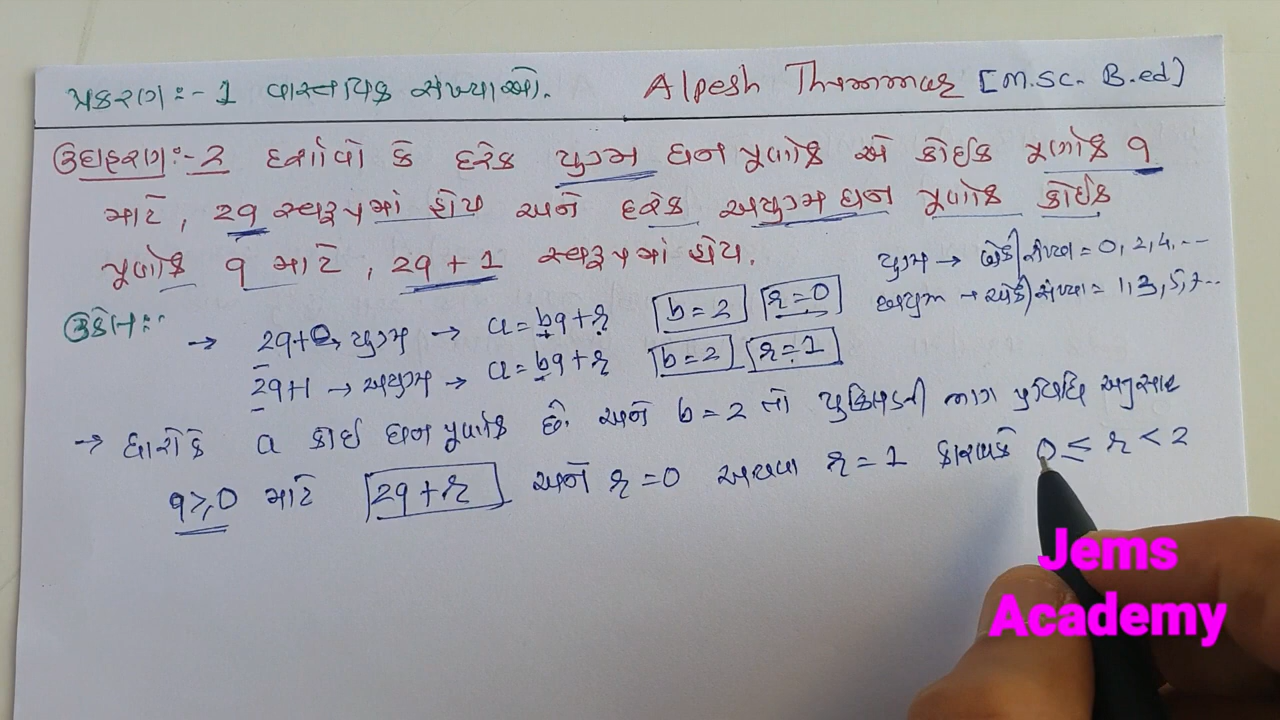 પ્રકરણ:-1 વાસ્તવિક સંખ્યાઓ. Alpesh Thummar [M.SC. B.ed]
ઉદાહરણ:-2 દર્શાવો કે દરેક યુગ્મ ધન પૂર્ણાંક એ કોઈક પૂર્ણાંક q
માટે, 2q સ્વરૂપમાં હોય અને દરેક અયુગ્મ ધન પૂર્ણાંક કોઈક
પૂર્ણાંક q માટે, 2q + 1 સ્વરૂપમાં હોય.
યુગ્મ → બેકી સંખ્યા = 0, 2, 4, ...
અયુગ્મ → એકી સંખ્યા = 1, 3, 5, 7...
ઉકેલ:-
→ 2q+0→ યુગ્મ → a = bq + r b = 2 r = 0
2q+1 → અયુગ્મ → a = bq + r b = 2 r = 1
→ ધારોકે a કોઈ ધન પૂર્ણાંક છે. અને b = 2 તો યુક્લિડની ભાગ પ્રવિધિ અનુસાર
q ≥ 0 માટે 2q + r અને r = 0 અથવા r = 1 કારણકે 0 ≤ r < 2
Jems
Academy